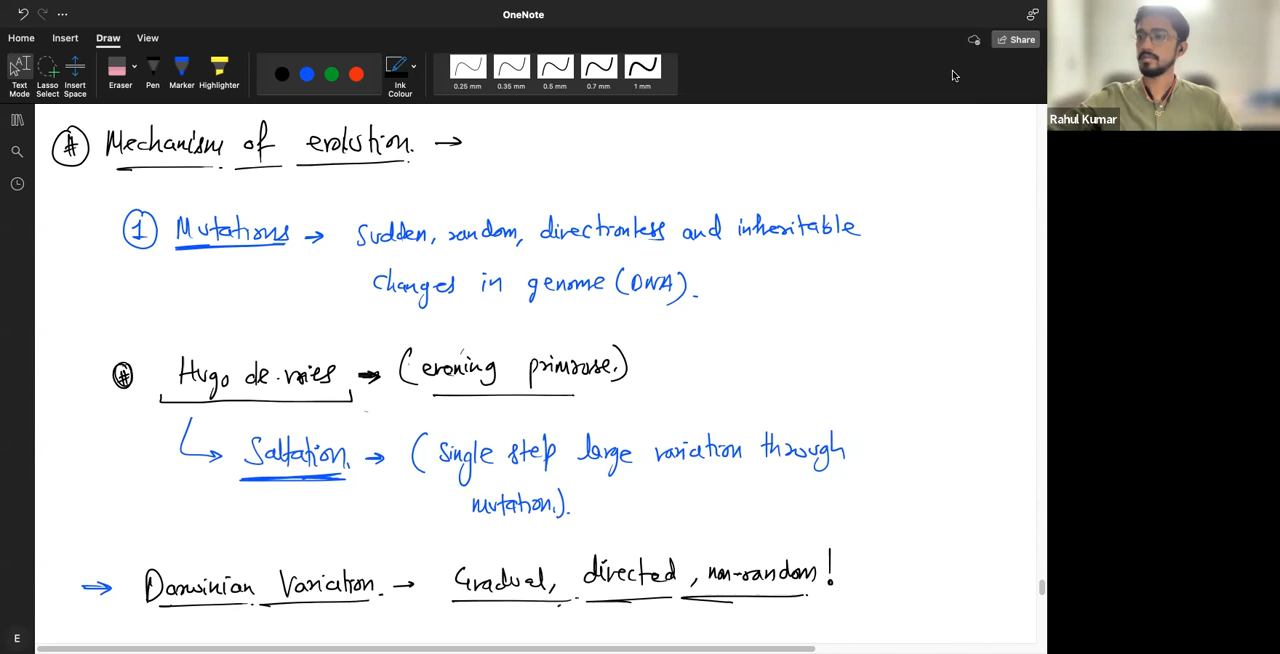 OneNote
Home Insert Draw View
Share
Text Mode Lasso Select Insert Space Eraser Pen Marker Highlighter Ink Colour 0.25 mm 0.35 mm 0.5 mm 0.7 mm 1 mm
Rahul Kumar
# Mechanism of evolution. →
1 Mutations → Sudden, random, directionless and inheritable
changes in genome (DNA).
# Hugo de-vries → (evening primrose.)
Saltation. → (Single step large variation through
mutation.).
⇒ Darwinian Variation. → Gradual, directed, non-random!
E